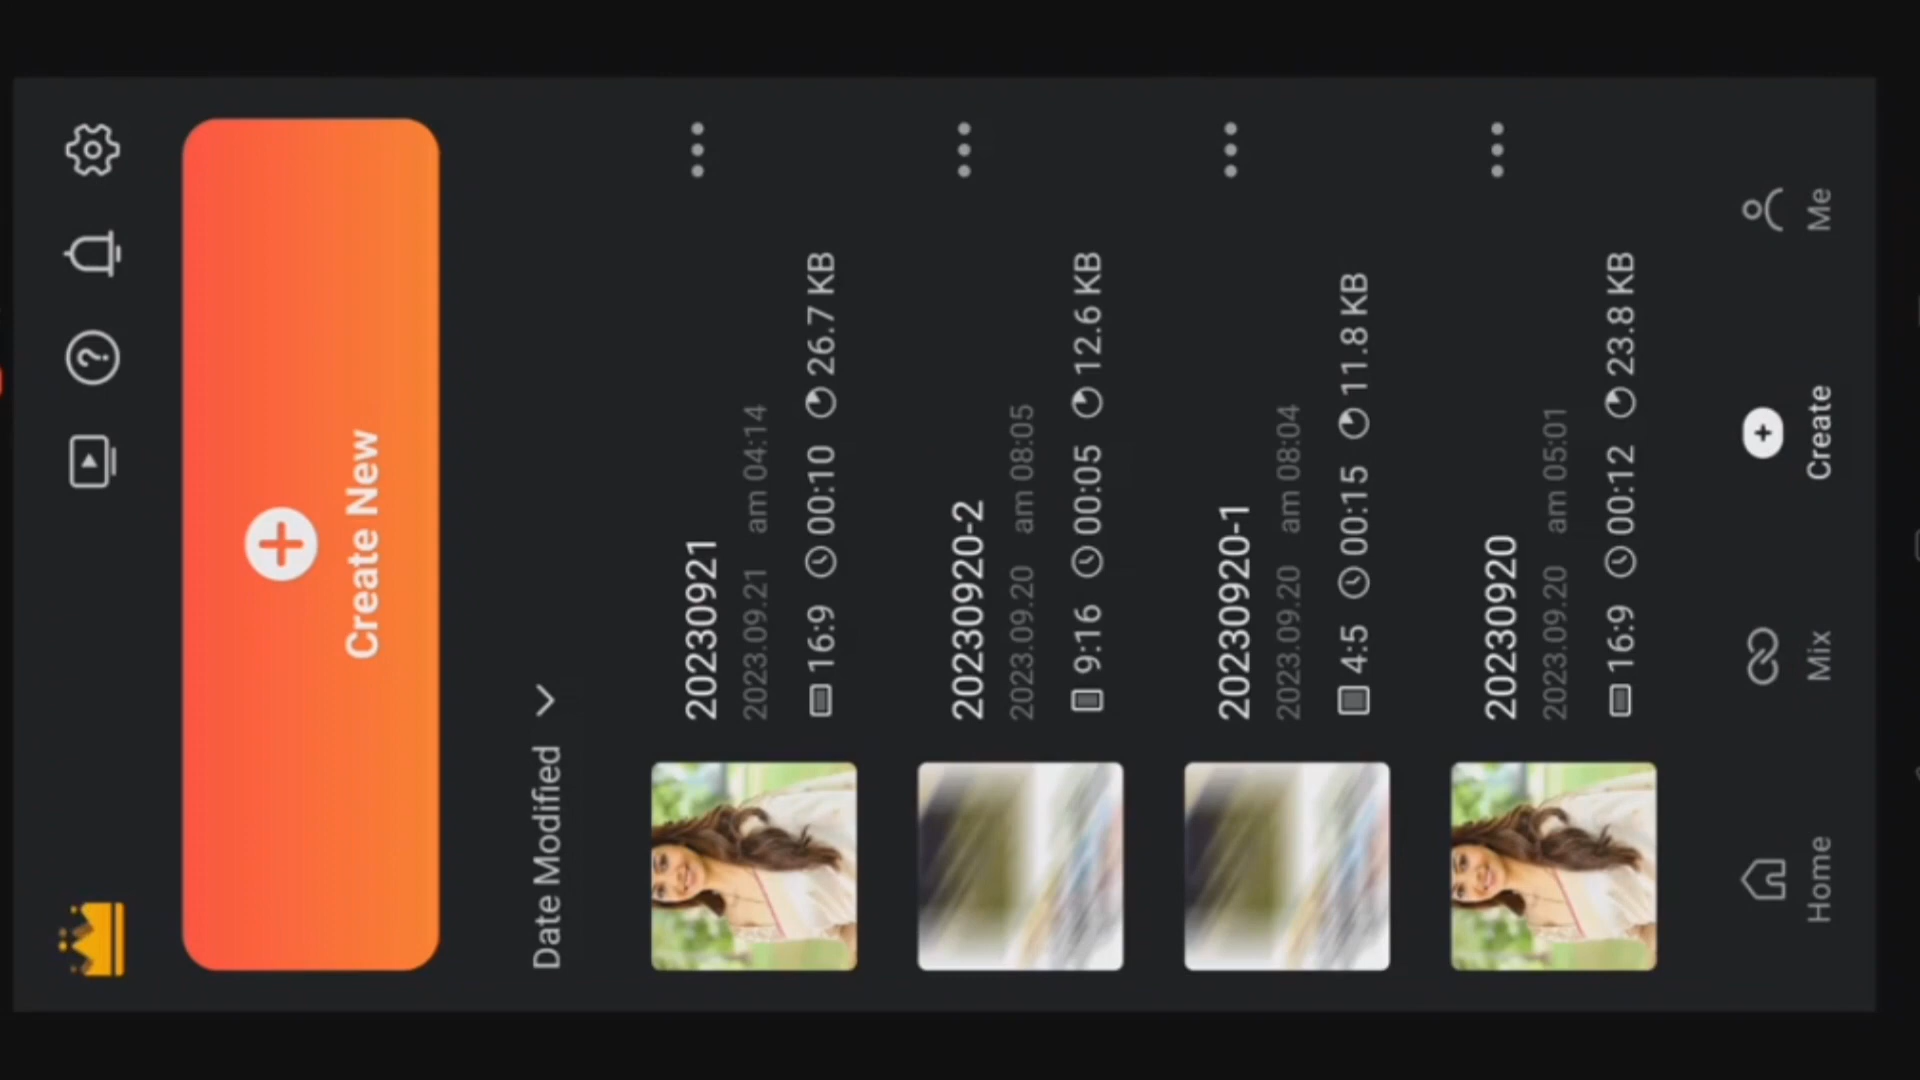 Create New
Date Modified
20230921
2023.09.21 am 04:14
16:9 00:10 26.7 KB
20230920-2
2023.09.20 am 08:05
9:16 00:05 12.6 KB
20230920-1
2023.09.20 am 08:04
4:5 00:15 11.8 KB
20230920
2023.09.20 am 05:01
16:9 00:12 23.8 KB
Home Mix Create Me